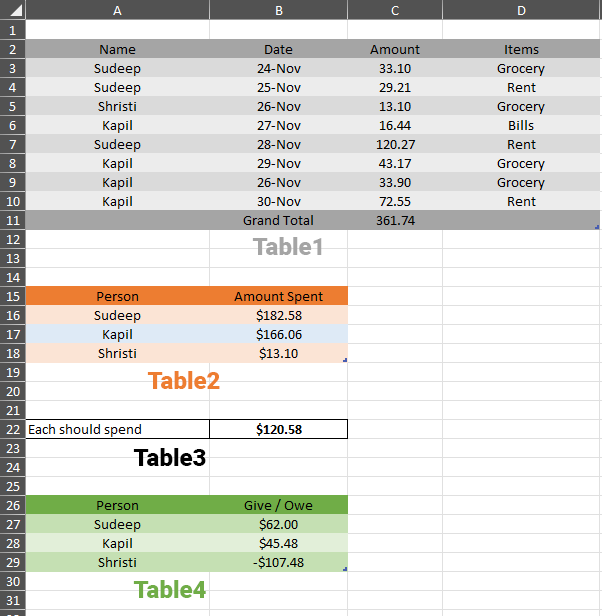 A B C D
1
2 Name Date Amount Items
3 Sudeep 24-Nov 33.10 Grocery
4 Sudeep 25-Nov 29.21 Rent
5 Shristi 26-Nov 13.10 Grocery
6 Kapil 27-Nov 16.44 Bills
7 Sudeep 28-Nov 120.27 Rent
8 Kapil 29-Nov 43.17 Grocery
9 Kapil 26-Nov 33.90 Grocery
10 Kapil 30-Nov 72.55 Rent
11 Grand Total 361.74
12
Table1
13
14
15 Person Amount Spent
16 Sudeep $182.58
17 Kapil $166.06
18 Shristi $13.10
19
Table2
20
21
22 Each should spend $120.58
23
Table3
24
25
26 Person Give / Owe
27 Sudeep $62.00
28 Kapil $45.48
29 Shristi -$107.48
30
Table4
31